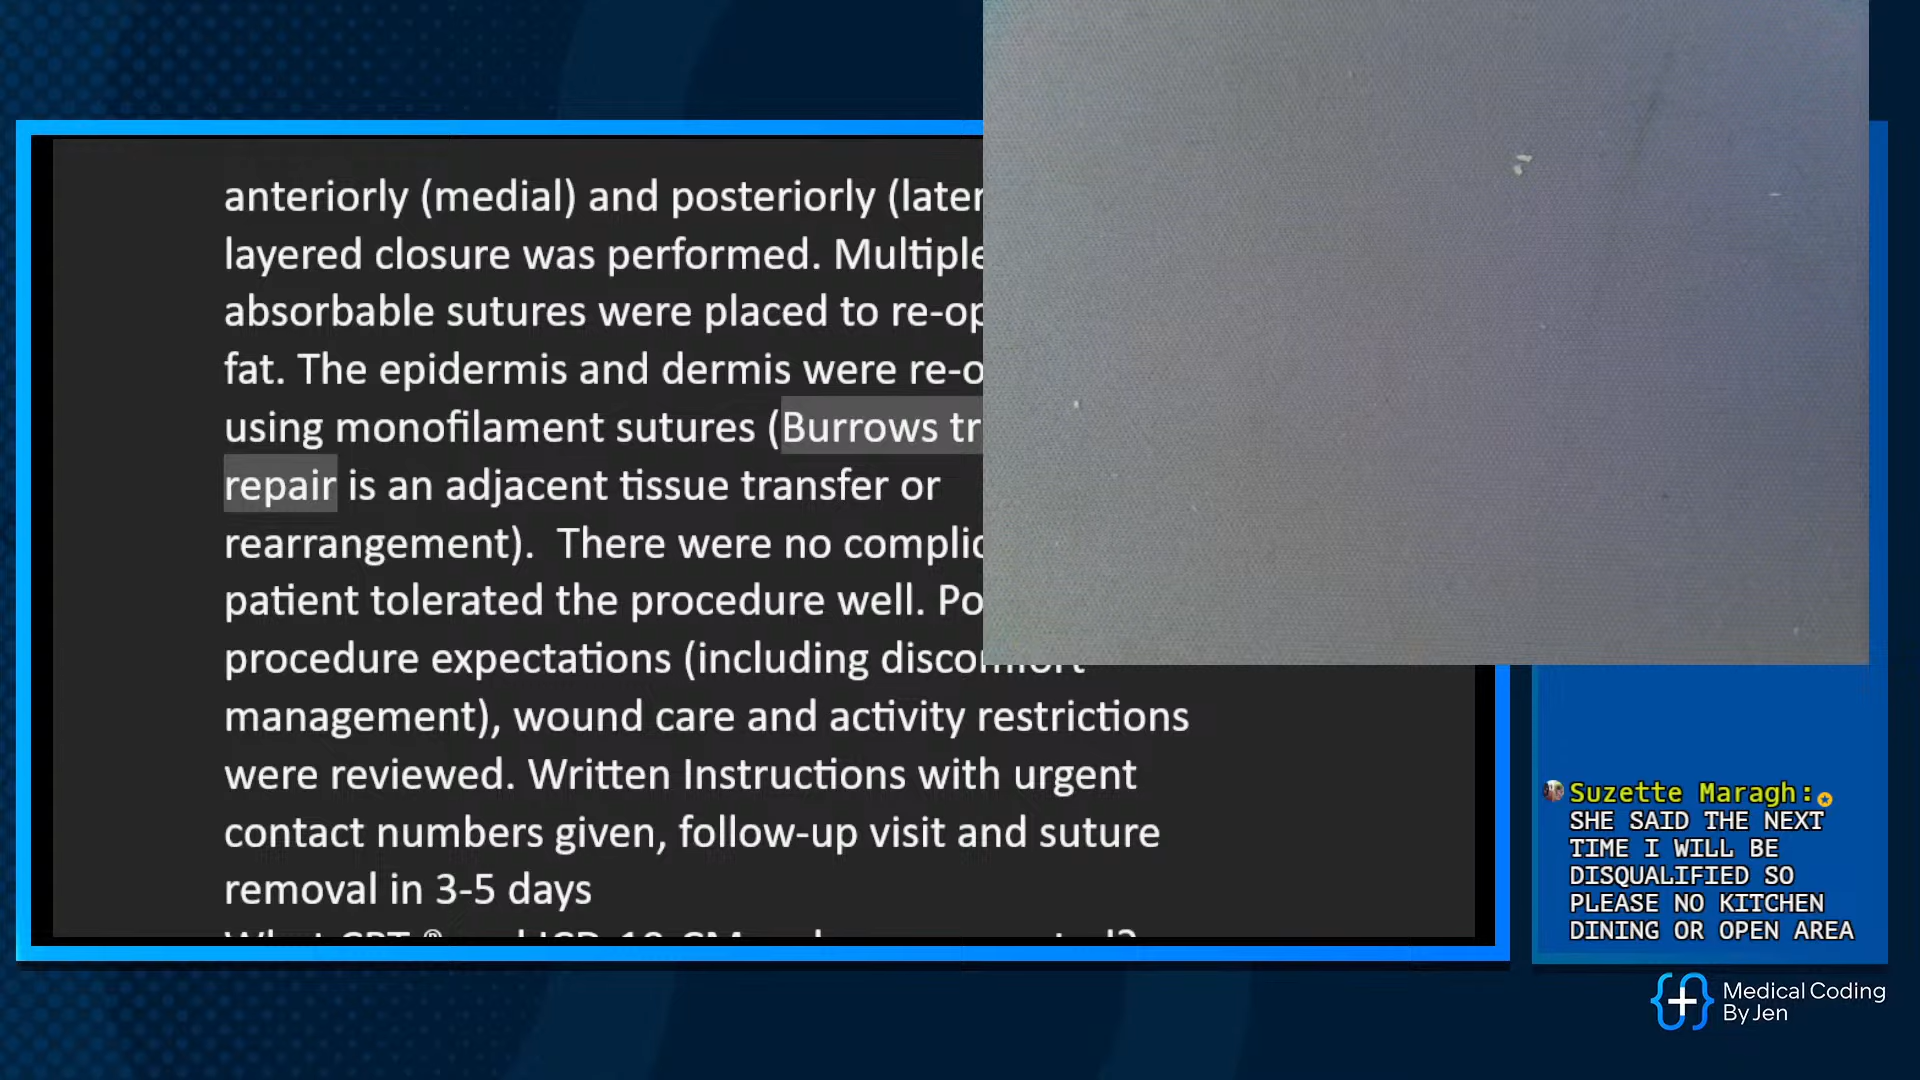 anteriorly (medial) and posteriorly (later
layered closure was performed. Multiple
absorbable sutures were placed to re-op
fat. The epidermis and dermis were re-o
using monofilament sutures (Burrows tr
repair is an adjacent tissue transfer or
rearrangement).  There were no complic
patient tolerated the procedure well. Po
procedure expectations (including discomfort
management), wound care and activity restrictions
were reviewed. Written Instructions with urgent
contact numbers given, follow-up visit and suture
removal in 3-5 days
Suzette Maragh:
SHE SAID THE NEXT
TIME I WILL BE
DISQUALIFIED SO
PLEASE NO KITCHEN
DINING OR OPEN AREA
Medical Coding
By Jen